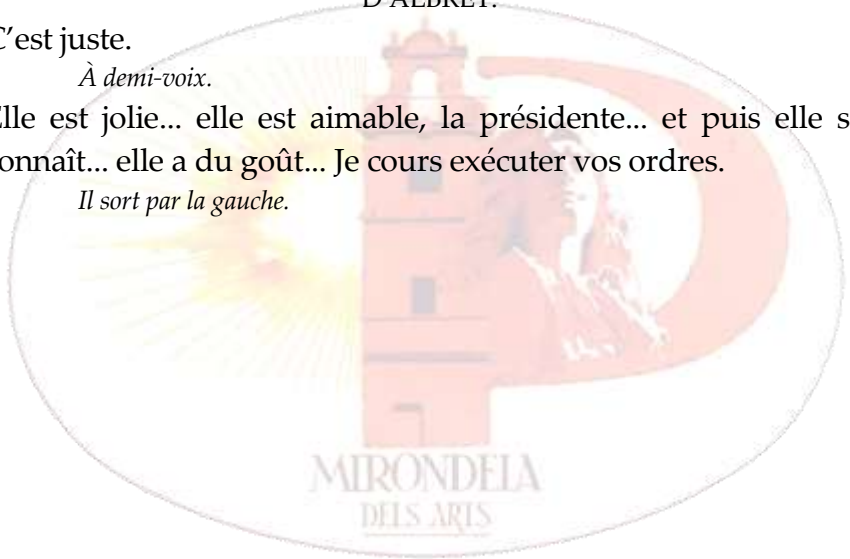 D'ALBRET.
C'est juste.
À demi-voix.
Elle est jolie... elle est aimable, la présidente... et puis elle s
connaît... elle a du goût... Je cours exécuter vos ordres.
Il sort par la gauche.
MIRONDELA
DELS ARTS